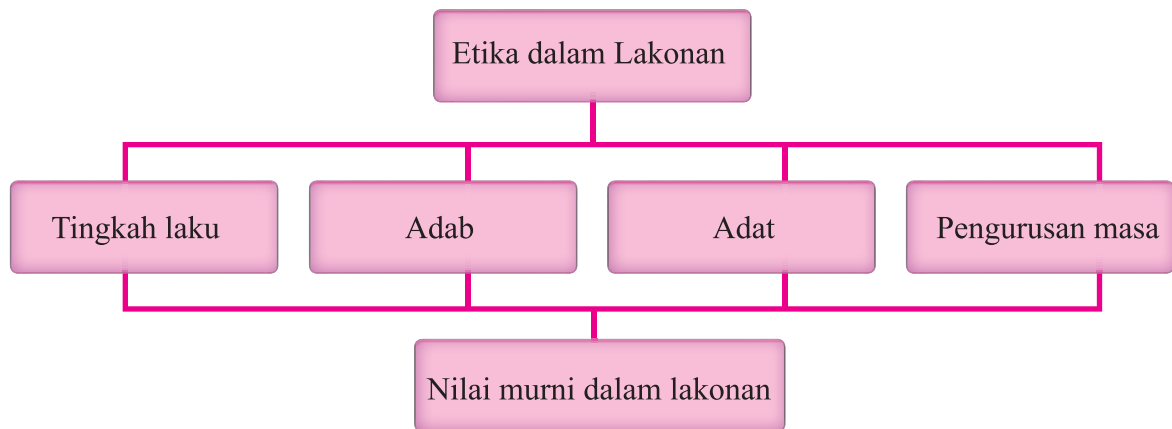 Etika dalam Lakonan
Tingkah laku
Adab
Adat
Pengurusan masa
Nilai murni dalam lakonan